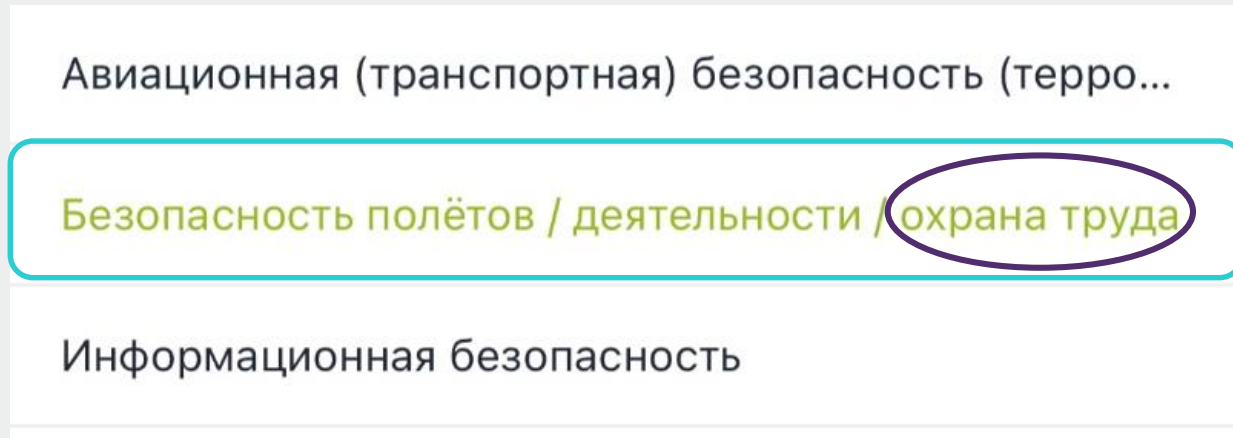 Авиационная (транспортная) безопасность (терро...
Безопасность полётов / деятельности / охрана труда
Информационная безопасность